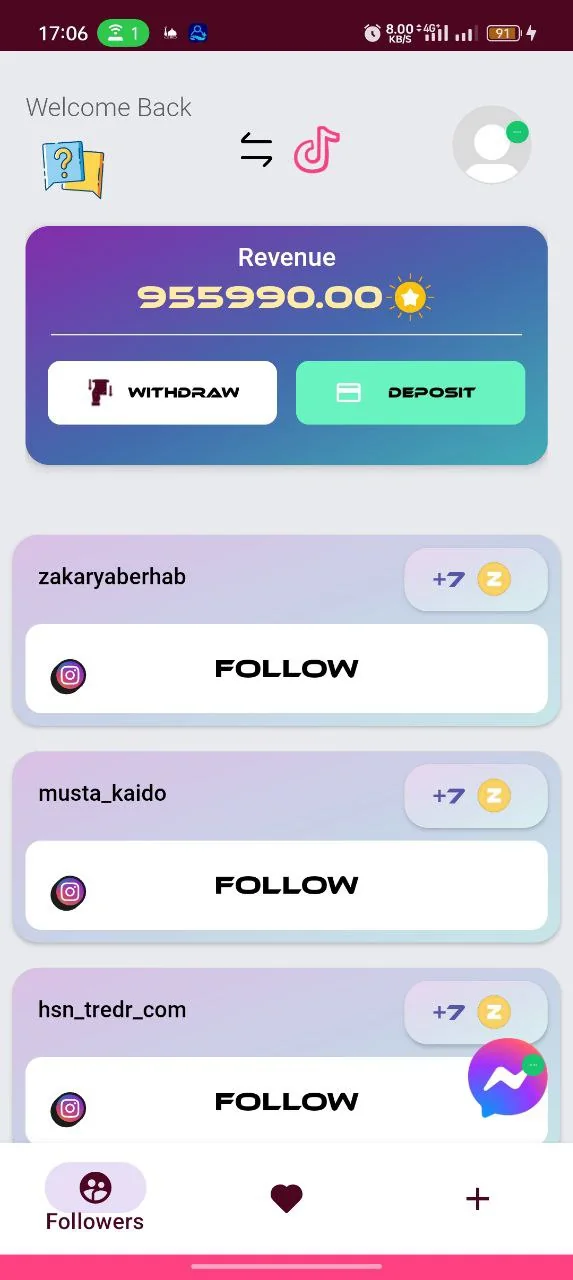 17:06
1
8.00 KB/S
4G+
91
Welcome Back
?
Revenue
955990.00
WITHDRAW
DEPOSIT
zakaryaberhab
+7 Z
FOLLOW
musta_kaido
+7 Z
FOLLOW
hsn_tredr_com
+7 Z
FOLLOW
Followers